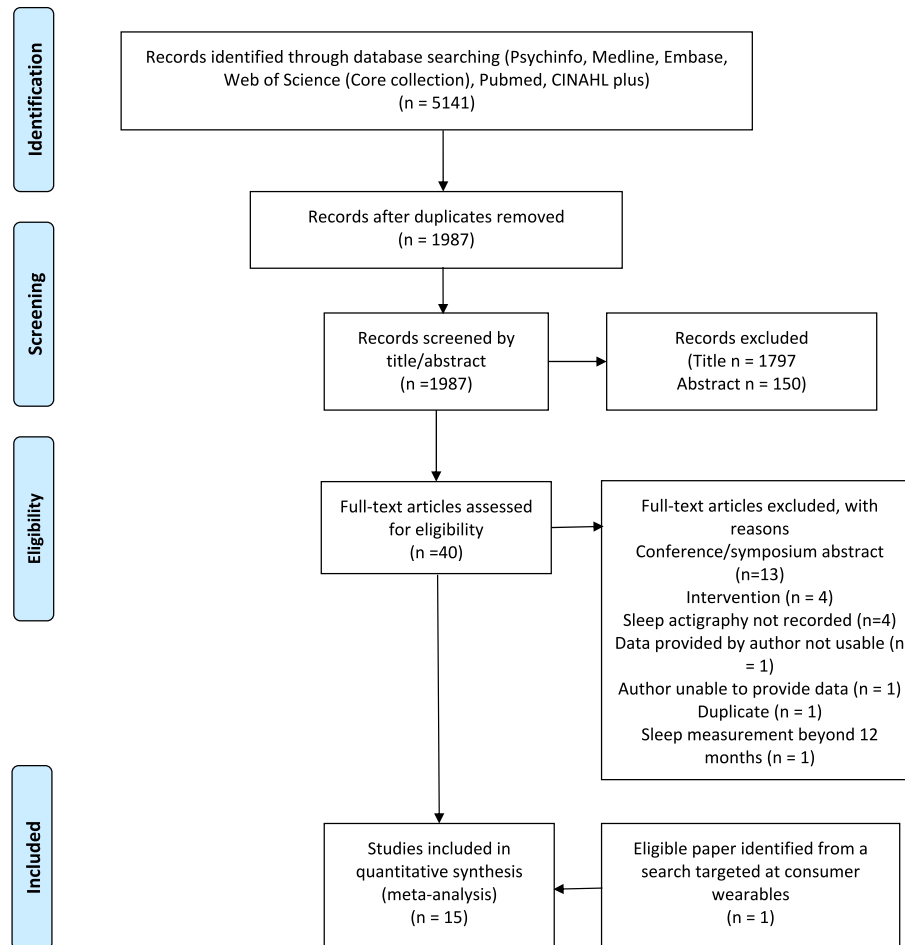 Identification
Records identified through database searching (Psychinfo, Medline, Embase,
Web of Science (Core collection), Pubmed, CINAHL plus)
(n = 5141)
Records after duplicates removed
(n = 1987)
Screening
Records screened by
title/abstract
(n =1987)
Records excluded
(Title n = 1797
Abstract n = 150)
Eligibility
Full-text articles assessed
for eligibility
(n =40)
Full-text articles excluded, with
reasons
Conference/symposium abstract
(n=13)
Intervention (n = 4)
Sleep actigraphy not recorded (n=4)
Data provided by author not usable (n
= 1)
Author unable to provide data (n = 1)
Duplicate (n = 1)
Sleep measurement beyond 12
months (n = 1)
Included
Studies included in
quantitative synthesis
(meta-analysis)
(n = 15)
Eligible paper identified from a
search targeted at consumer
wearables
(n = 1)